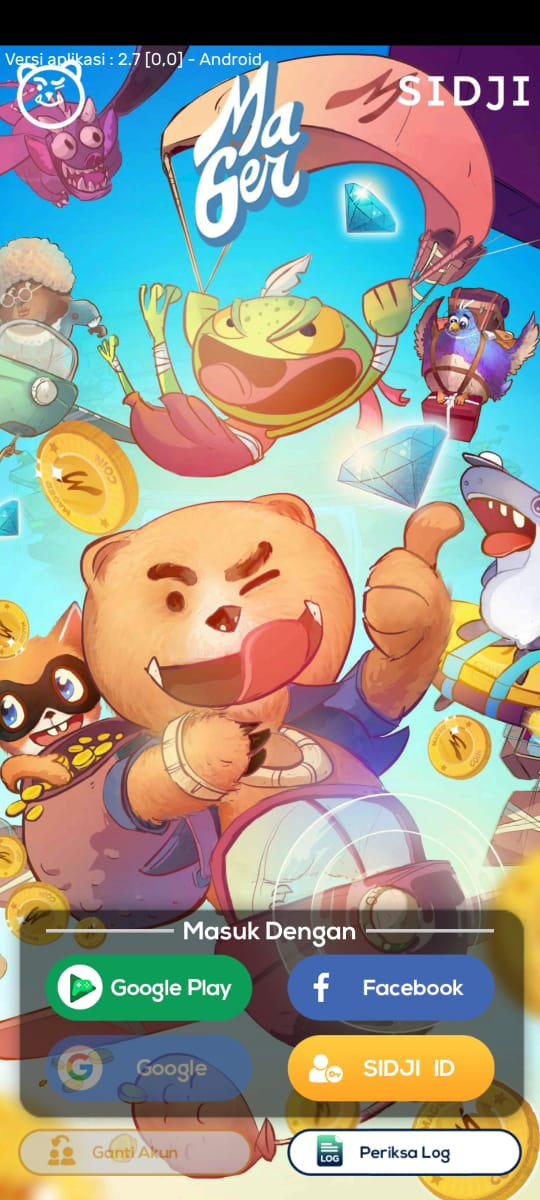 Versi aplikasi : 2.7 [0,0] - Android
SIDJI
Ma
Ger
Masuk Dengan
Google Play
Facebook
Google
SIDJI ID
Ganti Akun
LOG
Periksa Log